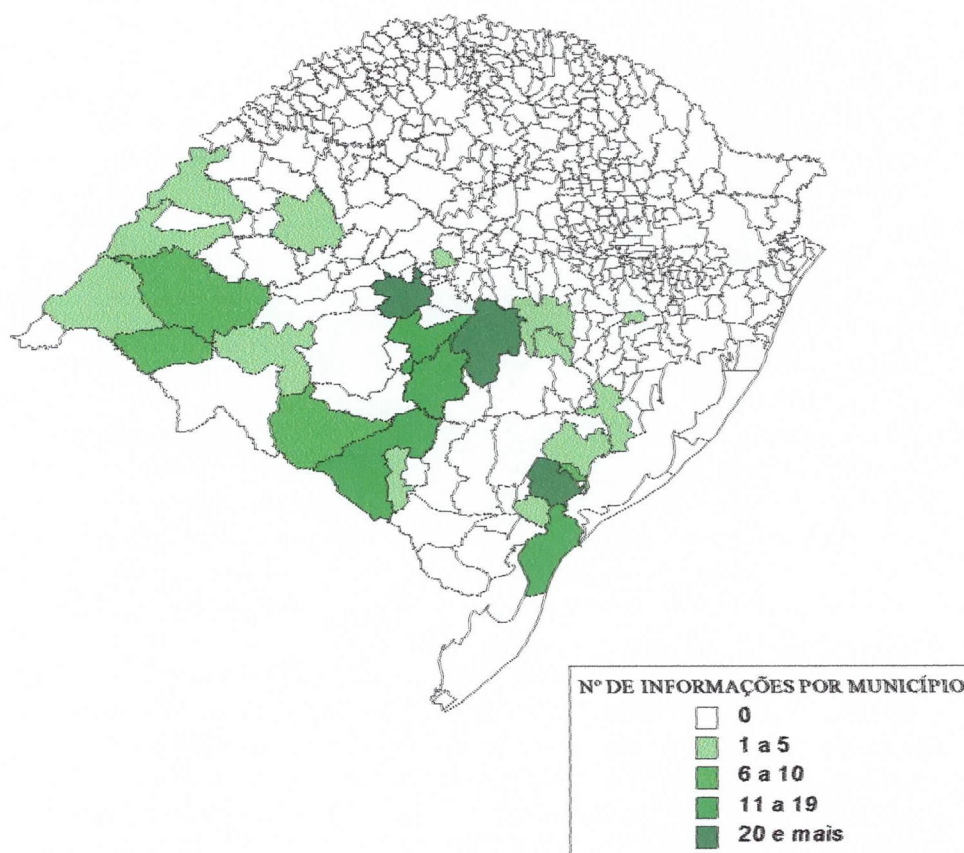 Nº DE INFORMAÇÕES POR MUNICÍPIO
0
1 a 5
6 a 10
11 a 19
20 e mais